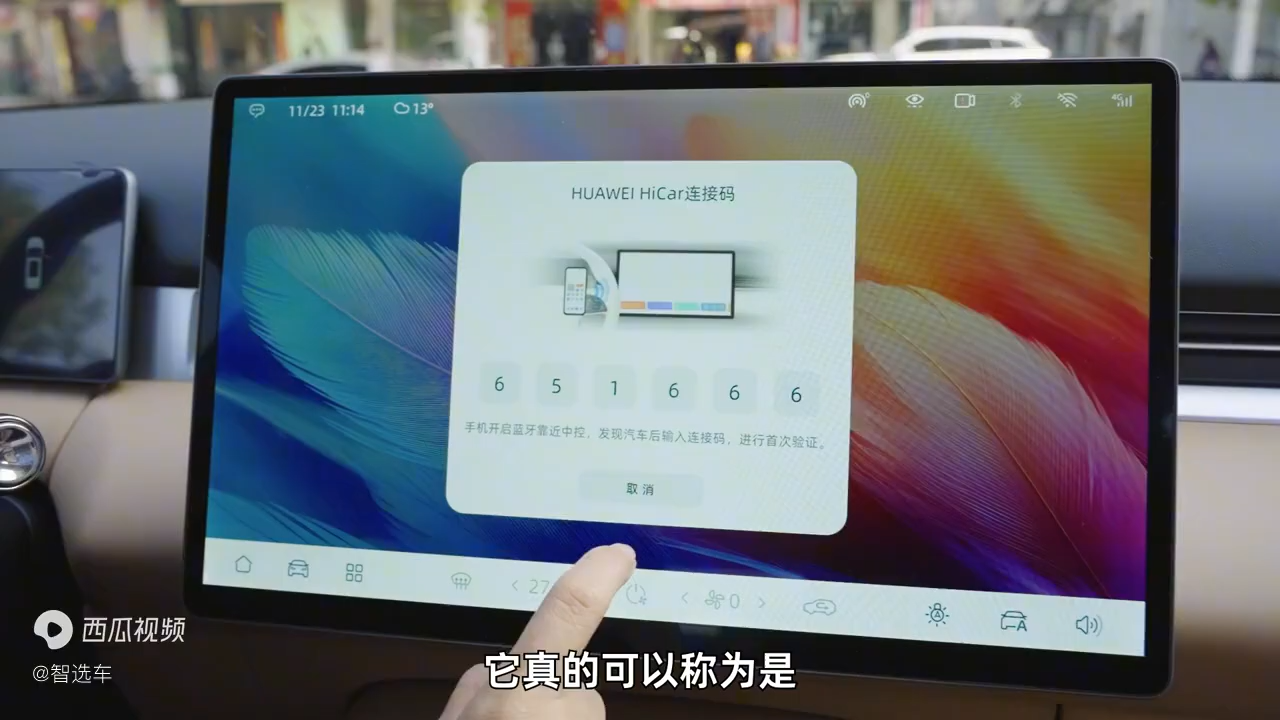 11/23 11:14 13°
HUAWEI HiCar连接码
6 5 1 6 6 6
手机开启蓝牙靠近中控，发现汽车后输入连接码，进行首次验证。
取消
27
0
西瓜视频
@智选车
它真的可以称为是